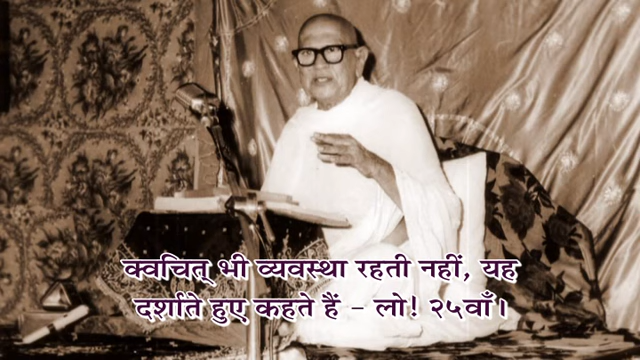 क्वचित् भी व्यवस्था रहती नहीं, यह
दर्शाते हुए कहते हैं - लो! २५वाँ।